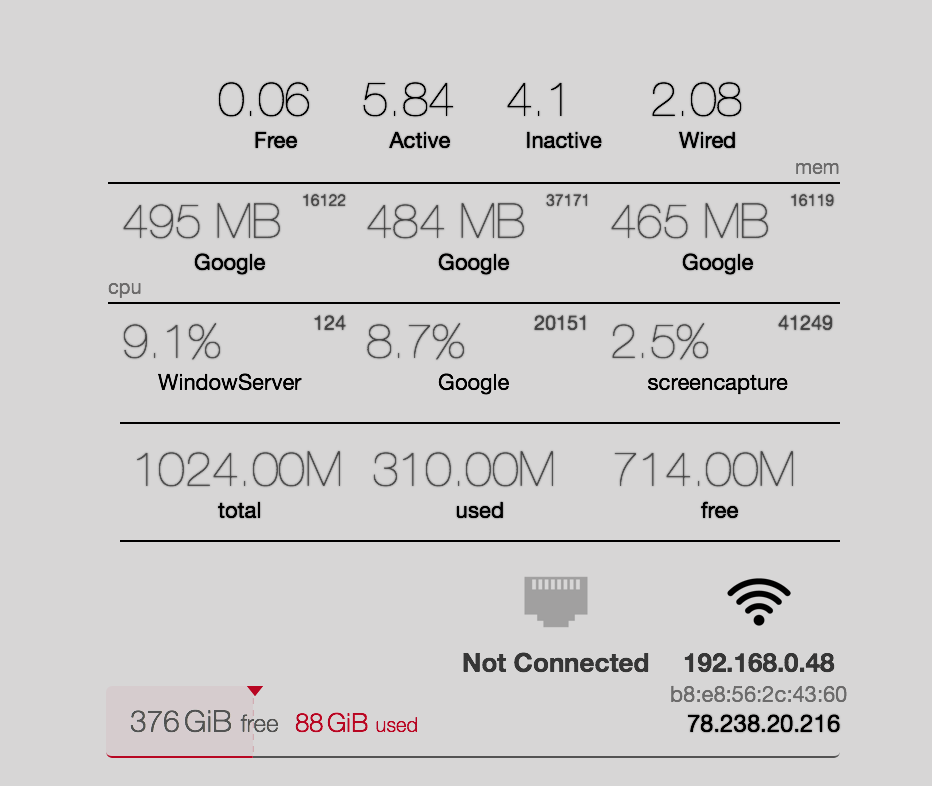 0.06 5.84 4.1 2.08
Free Active Inactive Wired
mem
495 MB 16122 484 MB 37171 465 MB 16119
Google Google Google
cpu
9.1% 124 8.7% 20151 2.5% 41249
WindowServer Google screencapture
1024.00M 310.00M 714.00M
total used free
Not Connected 192.168.0.48
b8:e8:56:2c:43:60
376 GiB free 88 GiB used 78.238.20.216